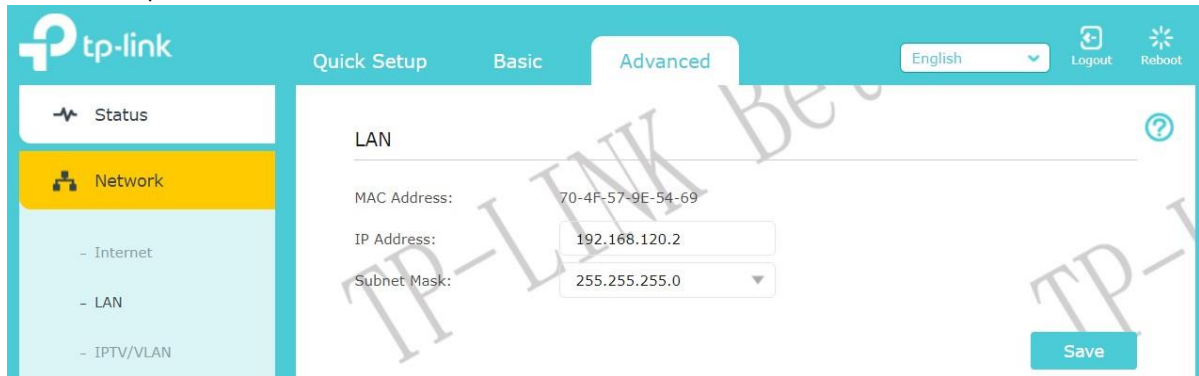 tp-link
Quick Setup Basic Advanced English Logout Reboot
Status
Network
- Internet
- LAN
- IPTV/VLAN
LAN
MAC Address: 70-4F-57-9E-54-69
IP Address: 192.168.120.2
Subnet Mask: 255.255.255.0
Save
TP-LINK Be
TP-